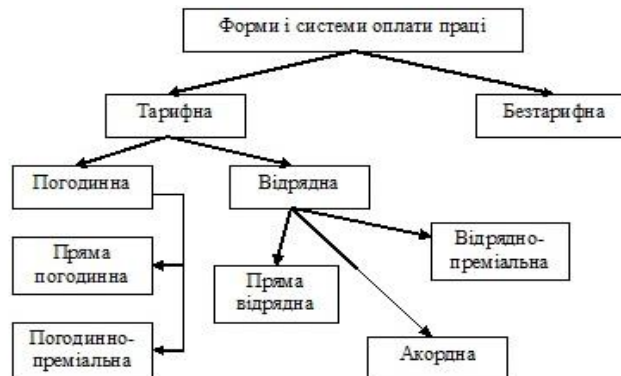 Форми і системи оплати праці
Тарифна
Безтарифна
Погодинна
Відрядна
Пряма
погодинна
Пряма
відрядна
Відрядно-
преміальна
Погодинно-
преміальна
Акордна